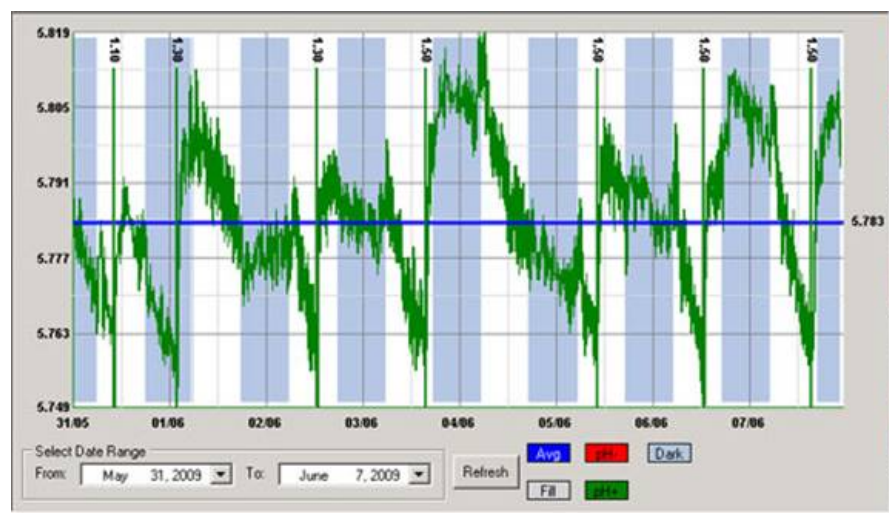 5.819
1.10
1.30
1.30
1.50
1.50
1.50
1.50
5.805
5.791
5.783
5.777
5.763
5.749
31/05 01/06 02/06 03/06 04/06 05/06 06/06 07/06
Select Date Range
From: May 31, 2009 To: June 7, 2009 Refresh
Avg pH- Dark
Fill pH+